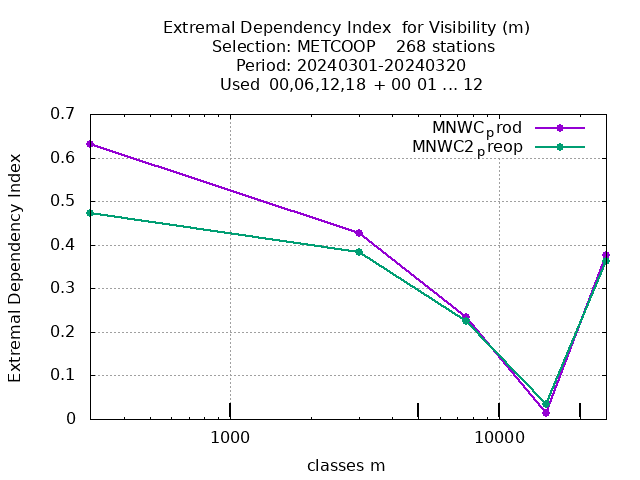 Extremal Dependency Index  for Visibility (m)
Selection: METCOOP    268 stations
Period: 20240301-20240320
Used  00,06,12,18  + 00 01 ... 12
MNWCprod
MNWC2preop
0.7
0.6
0.5
0.4
0.3
0.2
0.1
0
Extremal Dependency Index
1000
10000
classes m